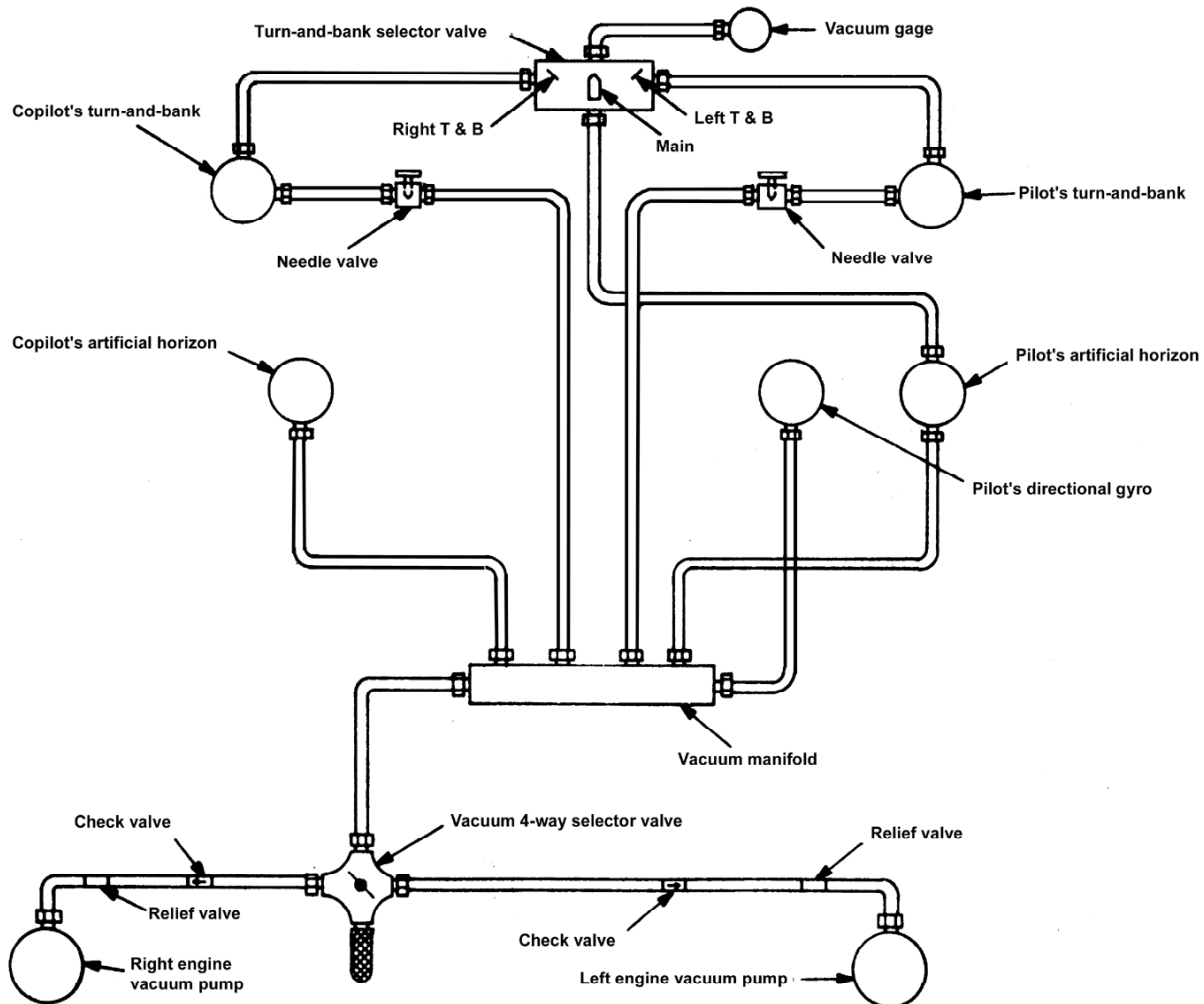 Turn-and-bank selector valve
Vacuum gage
Copilot's turn-and-bank
Right T & B
Left T & B
Main
Pilot's turn-and-bank
Needle valve
Needle valve
Copilot's artificial horizon
Pilot's artificial horizon
Pilot's directional gyro
Vacuum manifold
Check valve
Vacuum 4-way selector valve
Relief valve
Relief valve
Check valve
Right engine
vacuum pump
Left engine vacuum pump